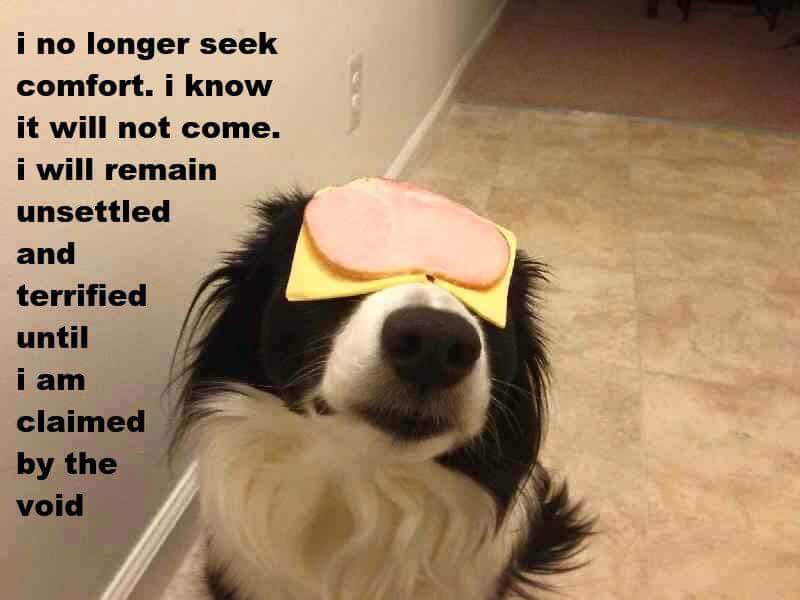 i no longer seek
comfort. i know
it will not come.
i will remain
unsettled
and
terrified
until
i am
claimed
by the
void